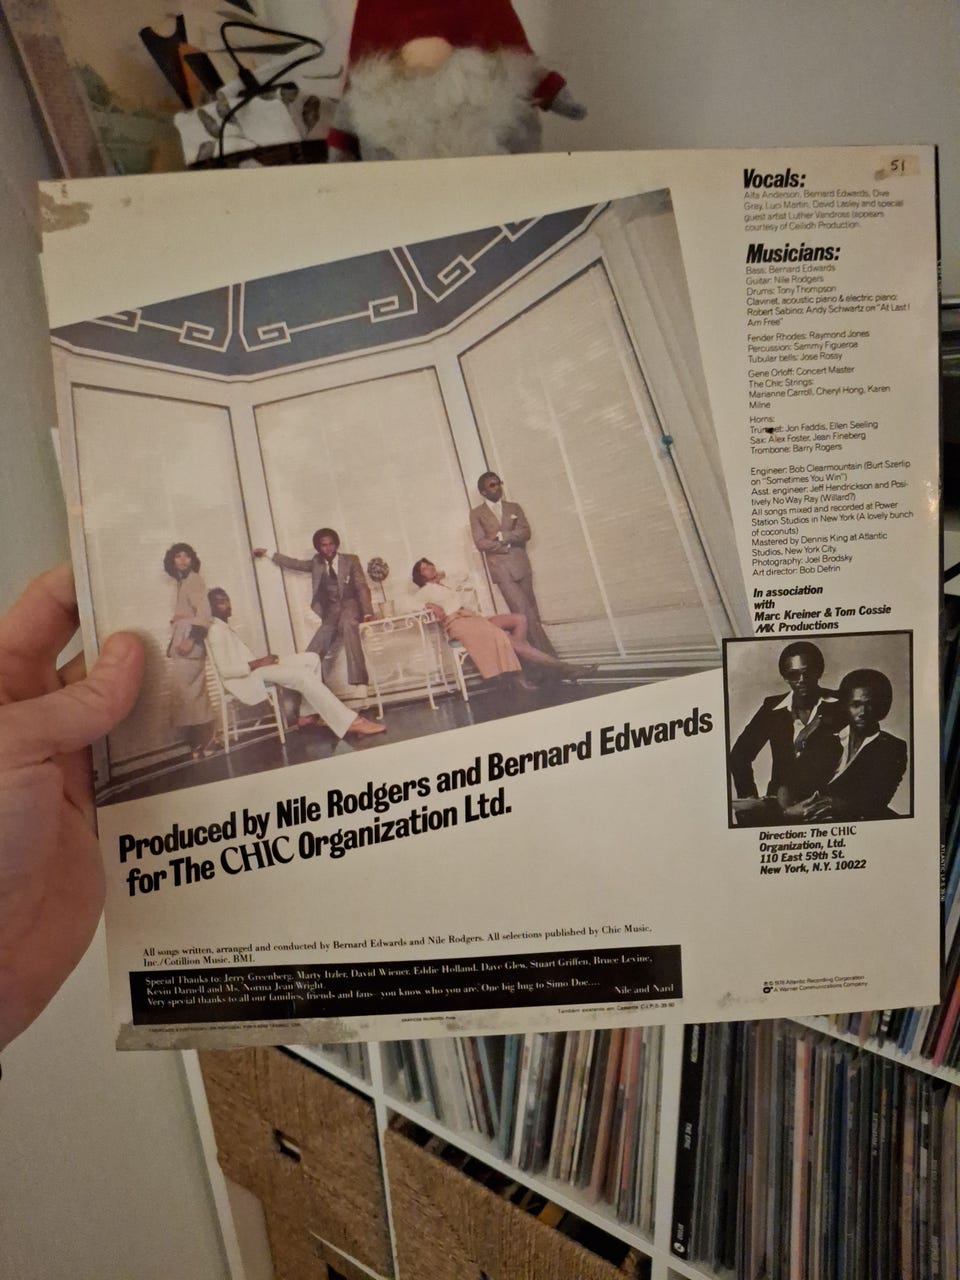 51
Vocals:
Alfa Anderson, Bernard Edwards, Diva
Gray, Luci Martin, David Lasley and special
guest artist Luther Vandross (appears
courtesy of Ceilidh Production.
Musicians:
Bass: Bernard Edwards
Guitar: Nile Rodgers
Drums: Tony Thompson
Clavinet, acoustic piano & electric piano:
Robert Sabino; Andy Schwartz on "At Last I
Am Free"
Fender Rhodes: Raymond Jones
Percussion: Sammy Figueroa
Tubular bells: Jose Rossy
Gene Orloff: Concert Master
The Chic Strings:
Marianne Carroll, Cheryl Hong, Karen
Milne
Horns:
Trumpet: Jon Faddis, Ellen Seeling
Sax: Alex Foster, Jean Fineberg
Trombone: Barry Rogers
Engineer: Bob Clearmountain (Burt Szerlip
on "Sometimes You Win")
Asst. engineer: Jeff Hendrickson and Posi-
tively No Way Ray (Willard?)
All songs mixed and recorded at Power
Station Studios in New York (A lovely bunch
of coconuts)
Mastered by Dennis King at Atlantic
Studios, New York City.
Photography: Joel Brodsky
Art director: Bob Defrin
In association
with
Marc Kreiner & Tom Cossie
MK Productions
Produced by Nile Rodgers and Bernard Edwards
for The CHIC Organization Ltd.
Direction: The CHIC
Organization, Ltd.
110 East 59th St.
New York, N.Y. 10022
All songs written, arranged and conducted by Bernard Edwards and Nile Rodgers. All selections published by Chic Music,
Inc./Cotillion Music, BMI.
Special Thanks to: Jerry Greenberg, Marty Itzler, David Wiener, Eddie Holland, Dave Glew, Stuart Griffen, Bruce Levine,
Kevin Darnell and Ms. Norma Jean Wright.
Very special thanks to all our families, friends and fans—you know who you are. One big hug to Simo Doe....
Nile and Nard
Também existente em Cassette
℗ © 1978 Atlantic Recording Corporation
A Warner Communications Company